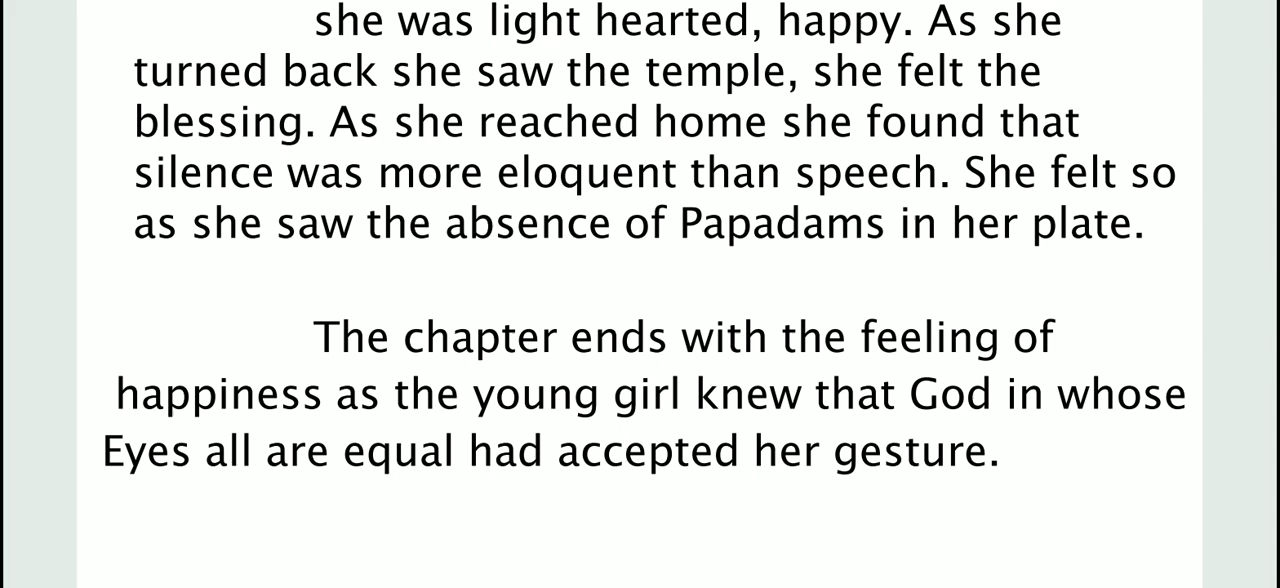 she was light hearted, happy. As she
turned back she saw the temple, she felt the
blessing. As she reached home she found that
silence was more eloquent than speech. She felt so
as she saw the absence of Papadams in her plate.
The chapter ends with the feeling of
happiness as the young girl knew that God in whose
Eyes all are equal had accepted her gesture.